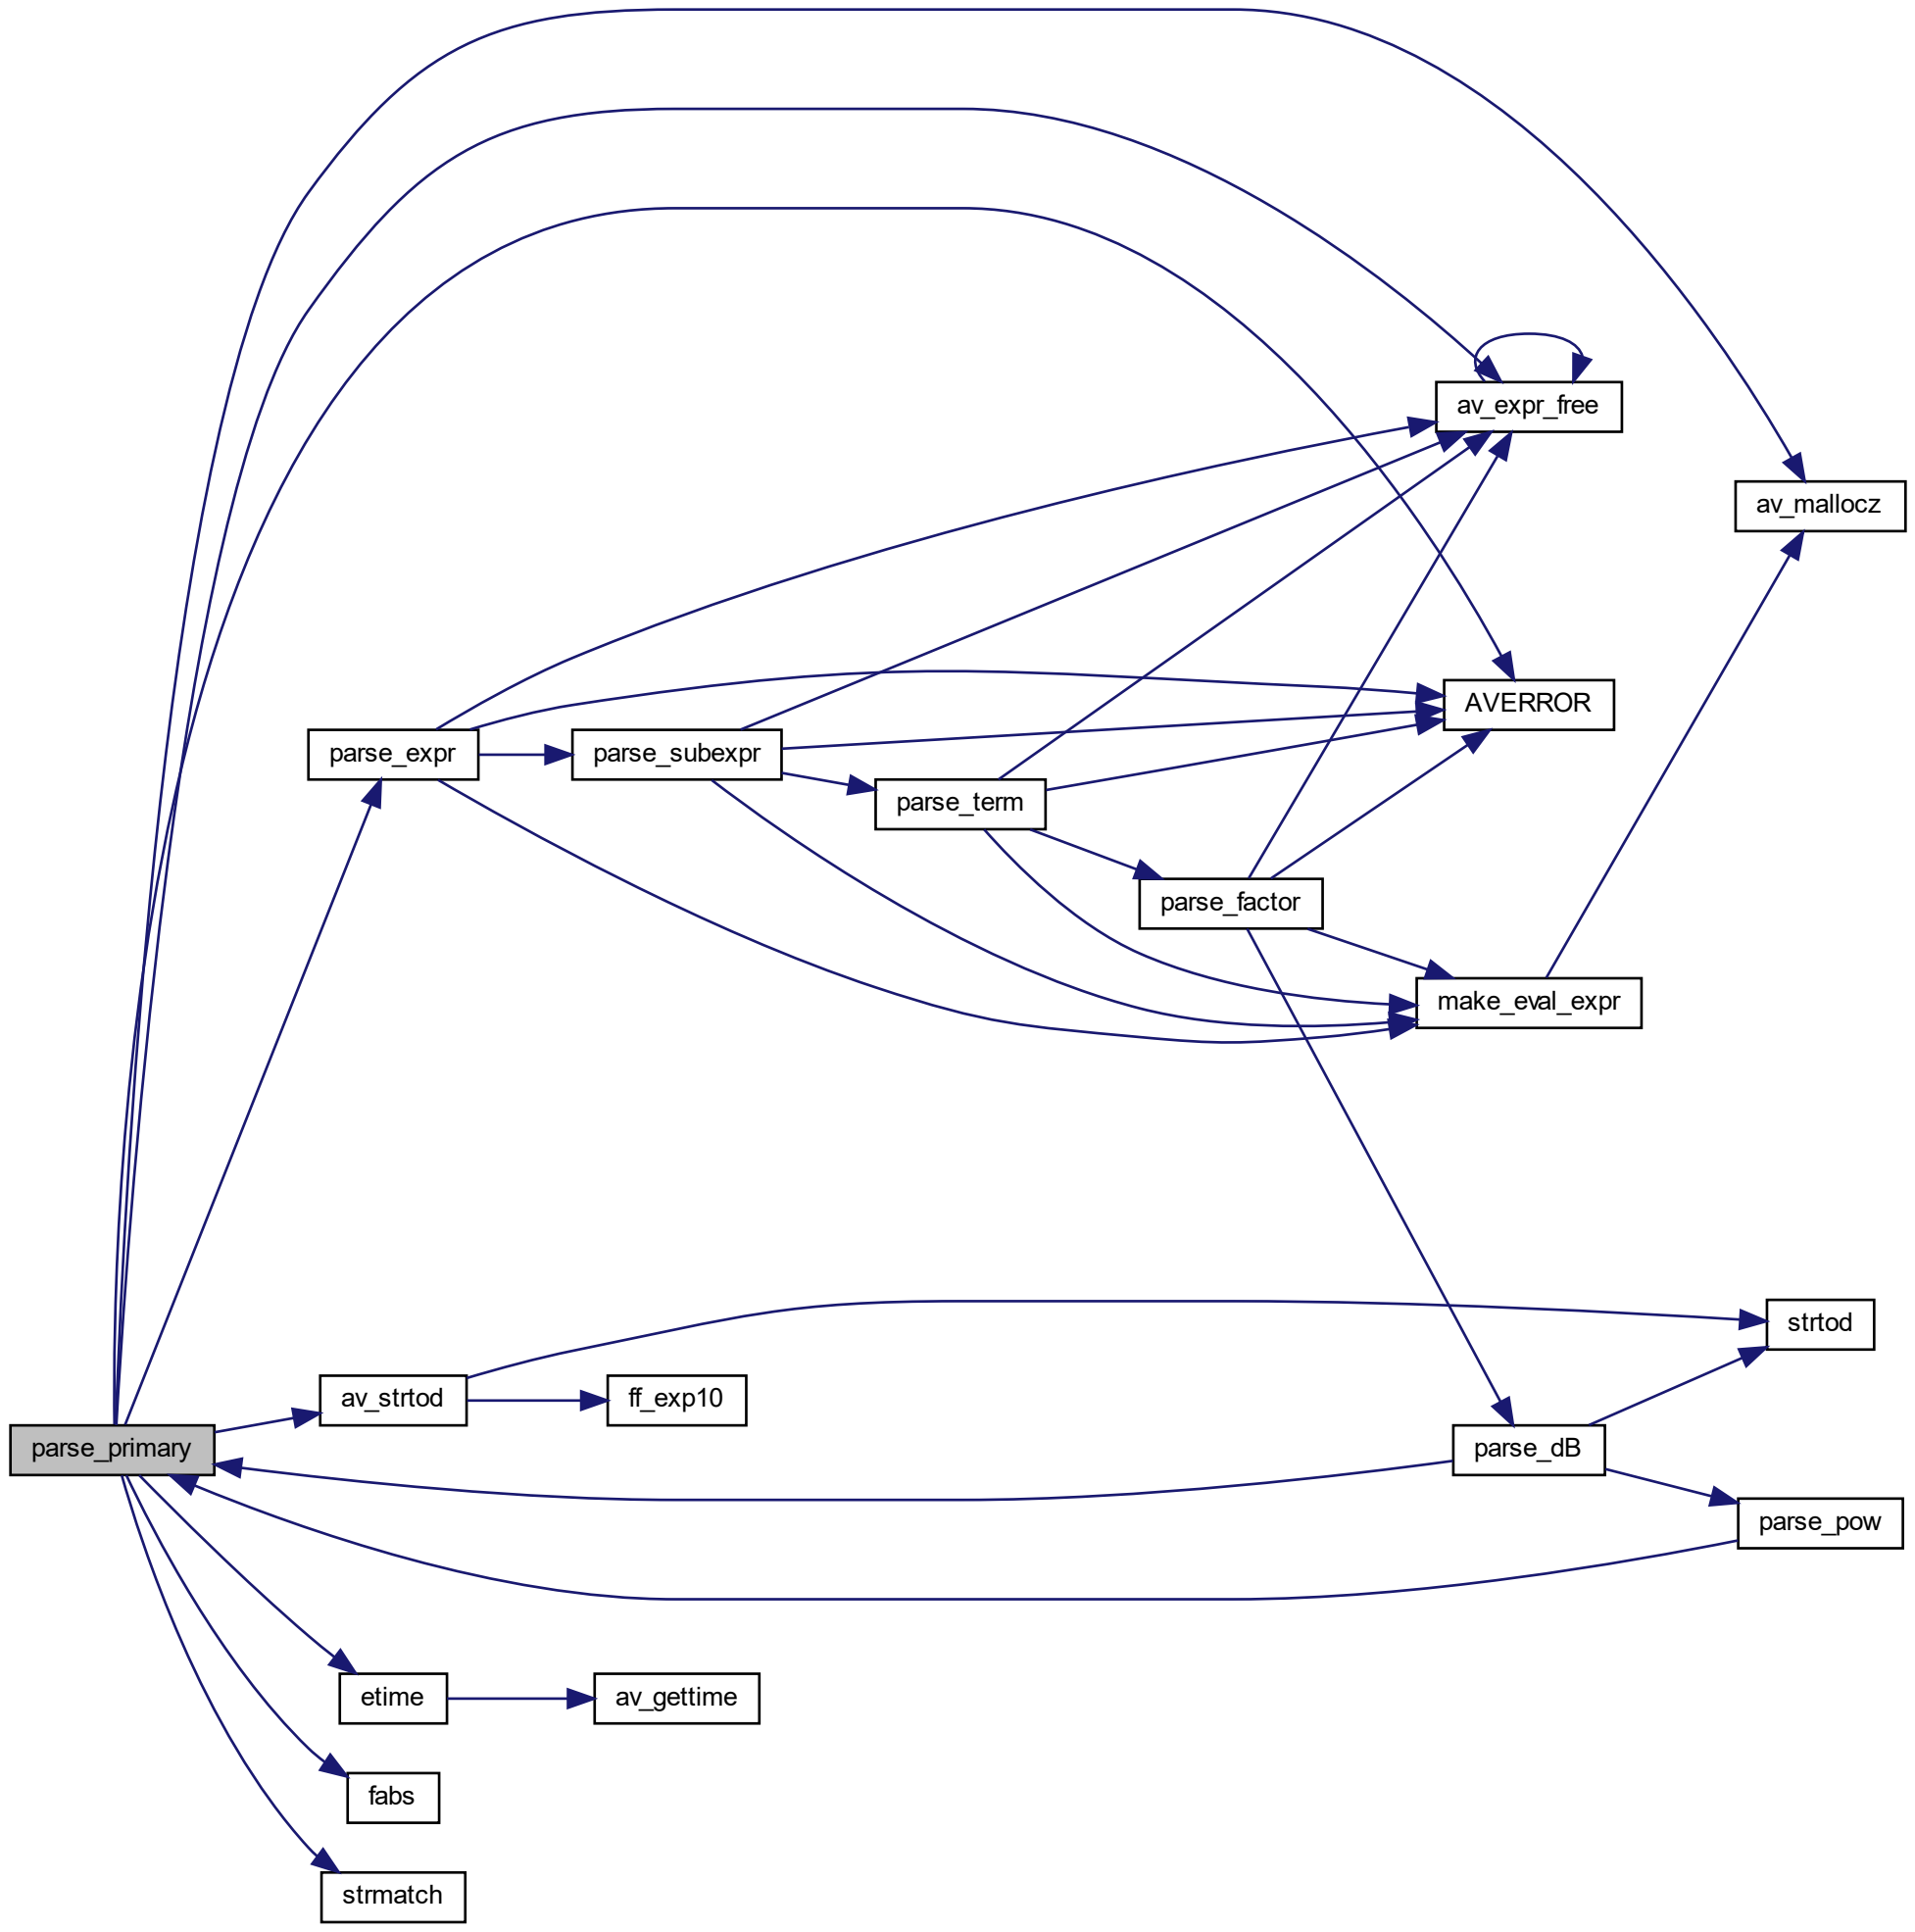 av_expr_free
av_mallocz
AVERROR
parse_expr
parse_subexpr
parse_term
parse_factor
make_eval_expr
strtod
av_strtod
ff_exp10
parse_primary
parse_dB
parse_pow
etime
av_gettime
fabs
strmatch